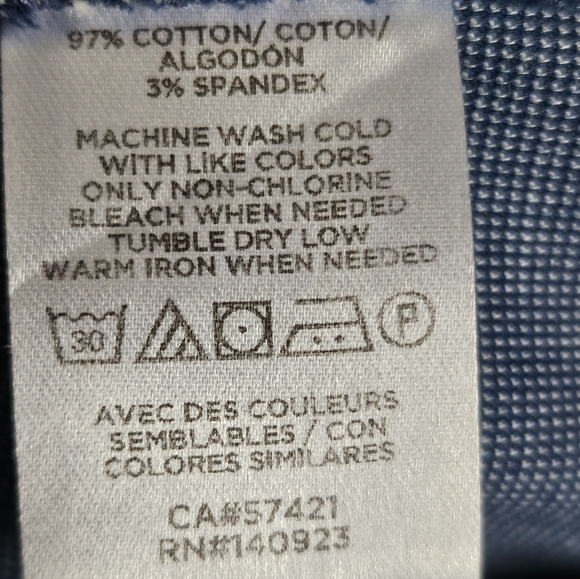 97% COTTON/ COTON/
ALGODÓN
3% SPANDEX
MACHINE WASH COLD
WITH LIKE COLORS
ONLY NON-CHLORINE
BLEACH WHEN NEEDED
TUMBLE DRY LOW
WARM IRON WHEN NEEDED
30 P
AVEC DES COULEURS
SEMBLABLES / CON
COLORES SIMILARES
CA#57421
RN#140923